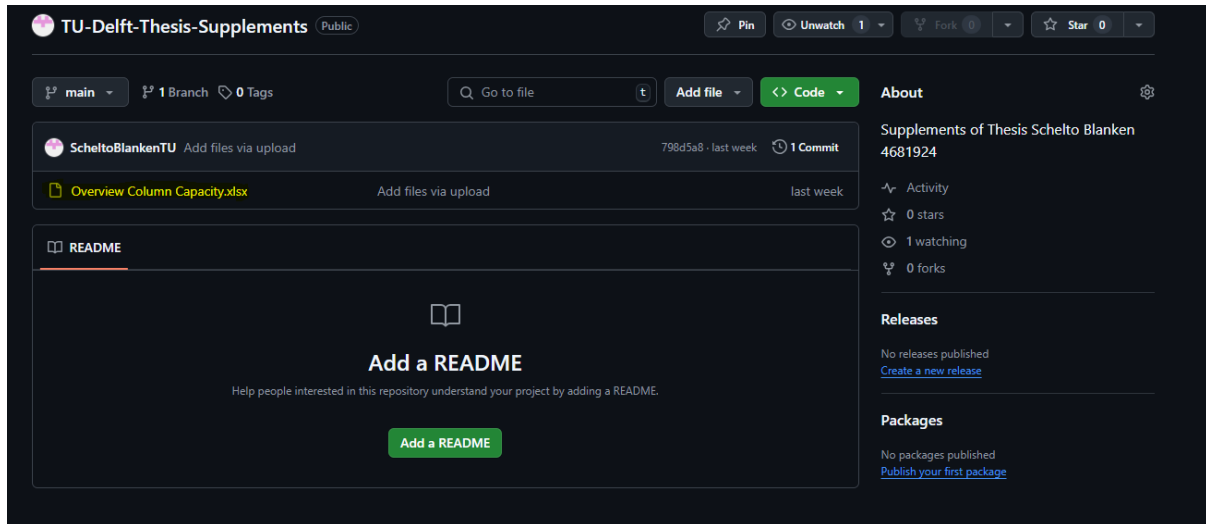 TU-Delft-Thesis-Supplements Public
Pin
Unwatch 1
Fork 0
Star 0
main
1 Branch
0 Tags
Go to file
t
Add file
Code
ScheltoBlankenTU Add files via upload
798d5a8 · last week
1 Commit
Overview Column Capacity.xlsx
Add files via upload
last week
README
Add a README
Help people interested in this repository understand your project by adding a README.
Add a README
About
Supplements of Thesis Schelto Blanken
4681924
Activity
0 stars
1 watching
0 forks
Releases
No releases published
Create a new release
Packages
No packages published
Publish your first package